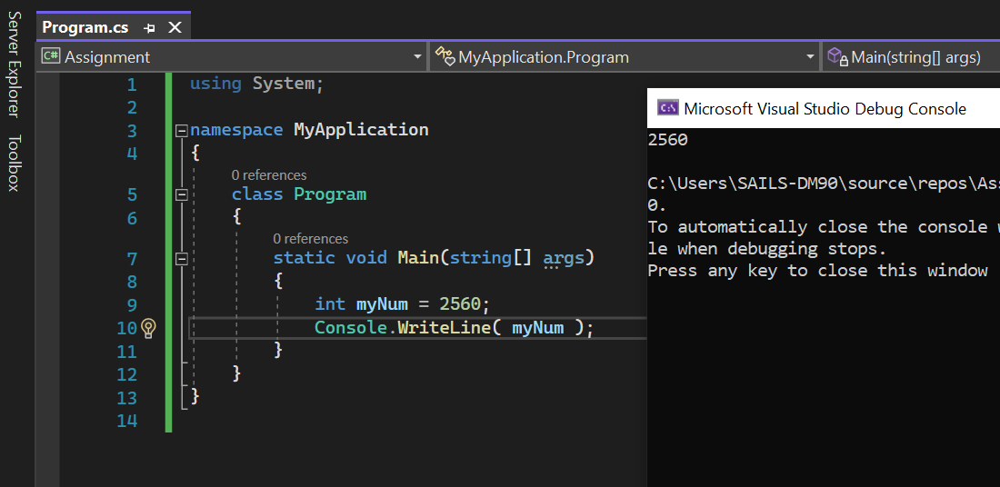 Server Explorer
Toolbox
Program.cs
C# Assignment
MyApplication.Program
Main(string[] args)
1 using System;
2
3 namespace MyApplication
4 {
0 references
5 class Program
6 {
0 references
7 static void Main(string[] args)
8 {
9 int myNum = 2560;
10 Console.WriteLine( myNum );
11 }
12 }
13 }
14
C:\ Microsoft Visual Studio Debug Console
2560
C:\Users\SAILS-DM90\source\repos\Ass
0.
To automatically close the console w
le when debugging stops.
Press any key to close this window